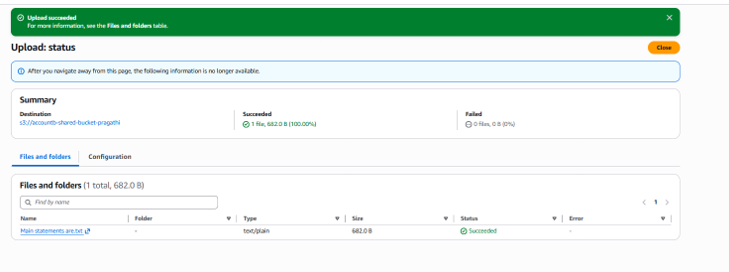 Upload succeeded
For more information, see the Files and folders table.
Upload: status
Close
After you navigate away from this page, the following information is no longer available.
Summary
Destination
s3://accountb-shared-bucket-pragathi
Succeeded
1 file, 682.0 B (100.00%)
Failed
0 files, 0 B (0%)
Files and folders
Configuration
Files and folders (1 total, 682.0 B)
Find by name
1
Name Folder Type Size Status Error
Main statements are.txt - text/plain 682.0 B Succeeded -